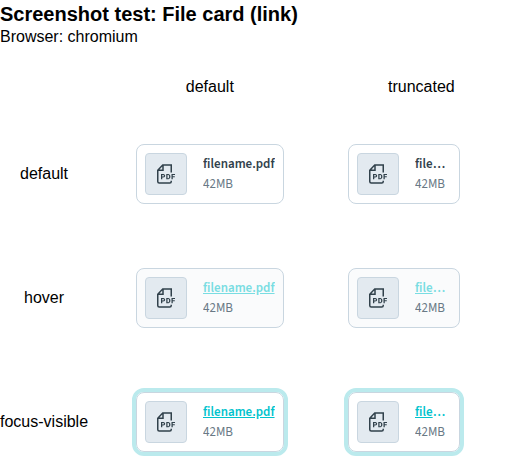 Screenshot test: File card (link)
Browser: chromium
default truncated
default
PDF filename.pdf
42MB
PDF file…
42MB
hover
PDF filename.pdf
42MB
PDF file…
42MB
focus-visible
PDF filename.pdf
42MB
PDF file…
42MB